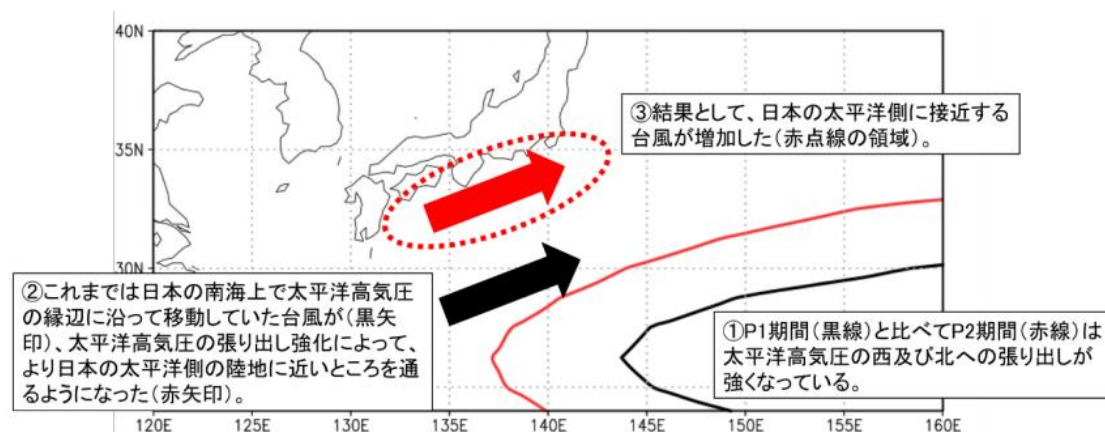 40N
③結果として、日本の太平洋側に接近する
台風が増加した(赤点線の領域)。
35N
30N
②これまでは日本の南海上で太平洋高気圧
の縁辺に沿って移動していた台風が(黒矢
印)、太平洋高気圧の張り出し強化によって、
より日本の太平洋側の陸地に近いところを通
るようになった(赤矢印)。
①P1期間(黒線)と比べてP2期間(赤線)は
太平洋高気圧の西及び北への張り出しが
強くなっている。
120E 125E 130E 135E 140E 145E 150E 155E 160E